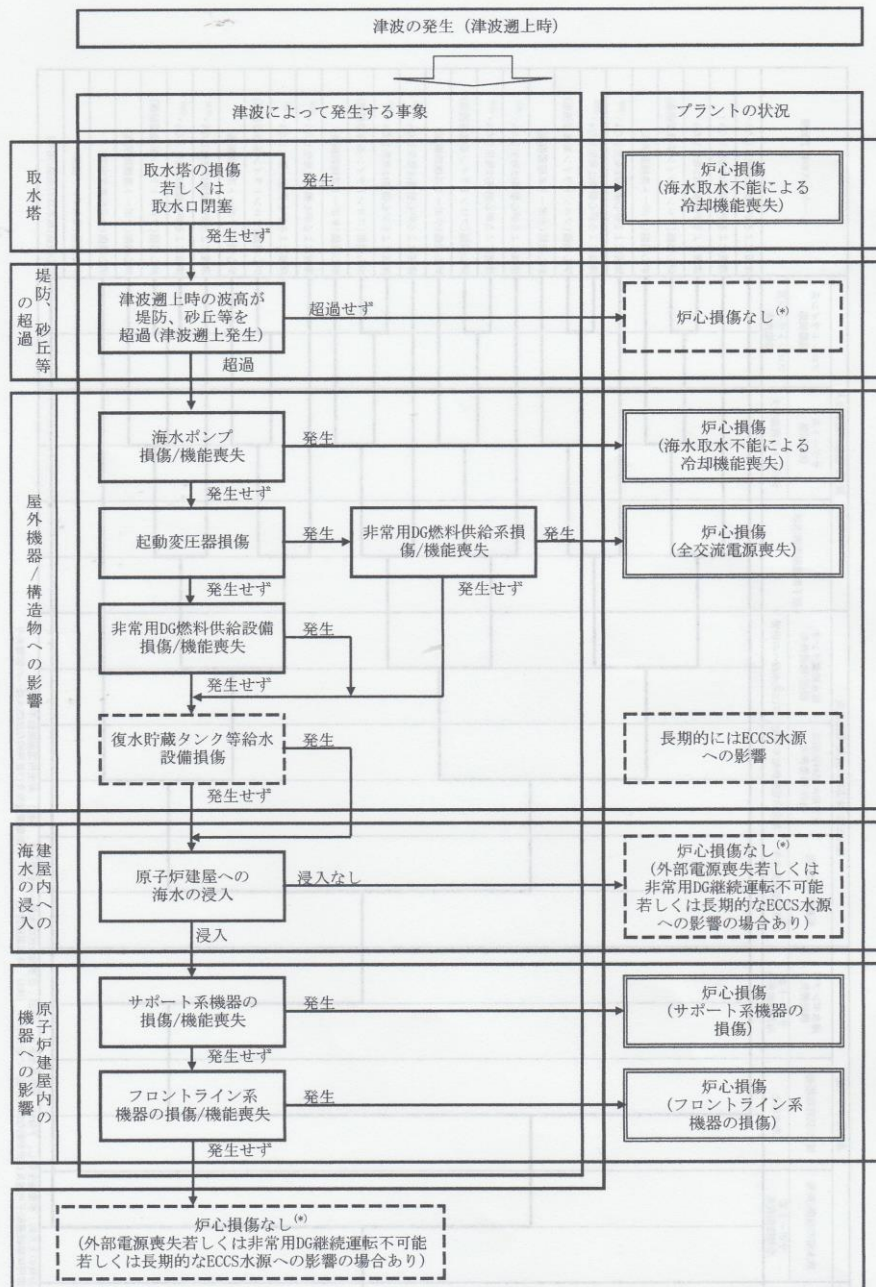 津波の発生（津波遡上時）
津波によって発生する事象
プラントの状況
取水塔
取水塔の損傷
若しくは
取水口閉塞
発生
炉心損傷
(海水取水不能による
冷却機能喪失)
発生せず
堤防、砂丘等
の超過
津波遡上時の波高が
堤防、砂丘等を
超過(津波遡上発生)
超過せず
炉心損傷なし(*)
超過
屋外機器/構造物への影響
海水ポンプ
損傷/機能喪失
発生
炉心損傷
(海水取水不能による
冷却機能喪失)
発生せず
起動変圧器損傷
発生
非常用DG燃料供給系損
傷/機能喪失
発生
炉心損傷
(全交流電源喪失)
発生せず
発生せず
非常用DG燃料供給設備
損傷/機能喪失
発生
発生せず
復水貯蔵タンク等給水
設備損傷
発生
長期的にはECCS水源
への影響
発生せず
建屋内への
海水の浸入
原子炉建屋への
海水の浸入
浸入なし
炉心損傷なし(*)
(外部電源喪失若しくは
非常用DG継続運転不可能
若しくは長期的なECCS水源
への影響の場合あり)
浸入
原子炉建屋内の
機器への影響
サポート系機器の
損傷/機能喪失
発生
炉心損傷
(サポート系機器の
損傷)
発生せず
フロントライン系
機器の損傷/機能喪失
発生
炉心損傷
(フロントライン系
機器の損傷)
発生せず
炉心損傷なし(*)
(外部電源喪失若しくは非常用DG継続運転不可能
若しくは長期的なECCS水源への影響の場合あり)